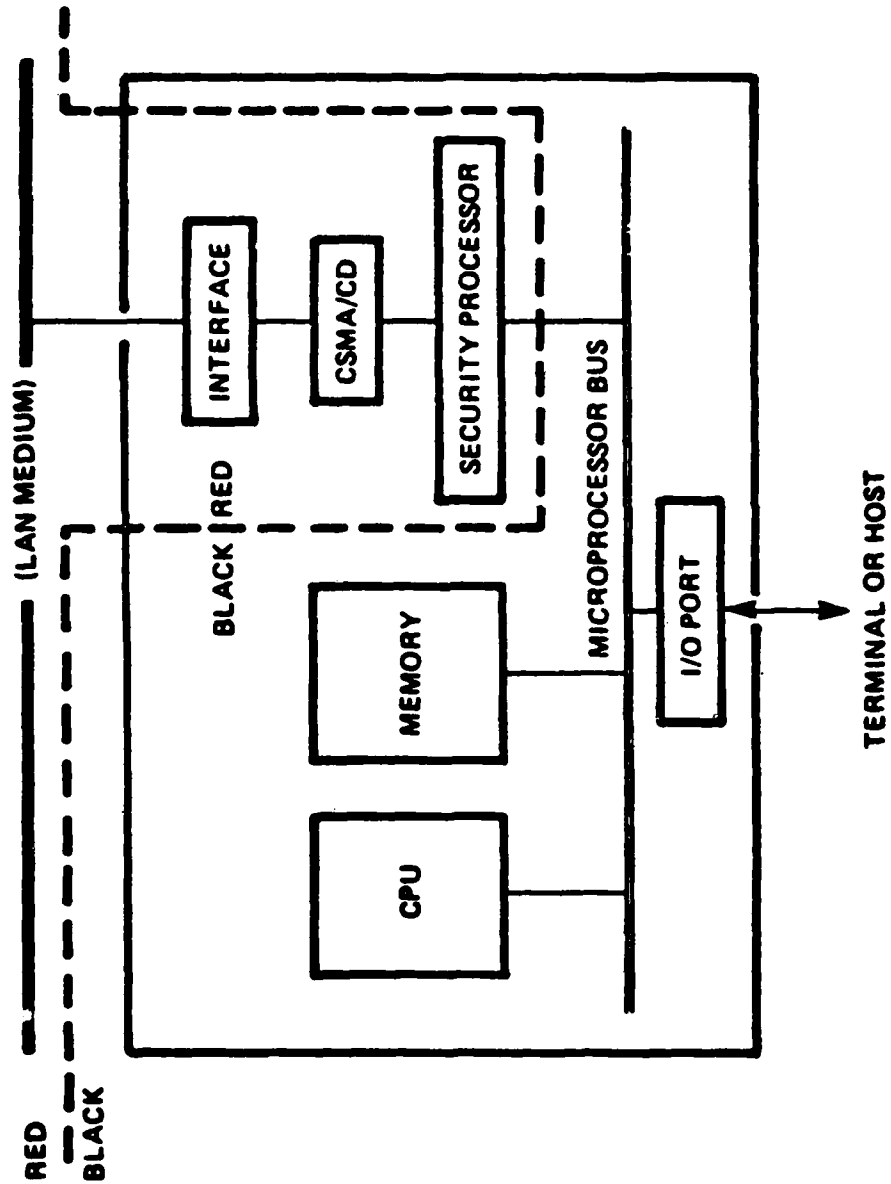 RED
BLACK
(LAN MEDIUM)
BLACK RED
INTERFACE
CSMA/CD
SECURITY PROCESSOR
CPU
MEMORY
MICROPROCESSOR BUS
I/O PORT
TERMINAL OR HOST